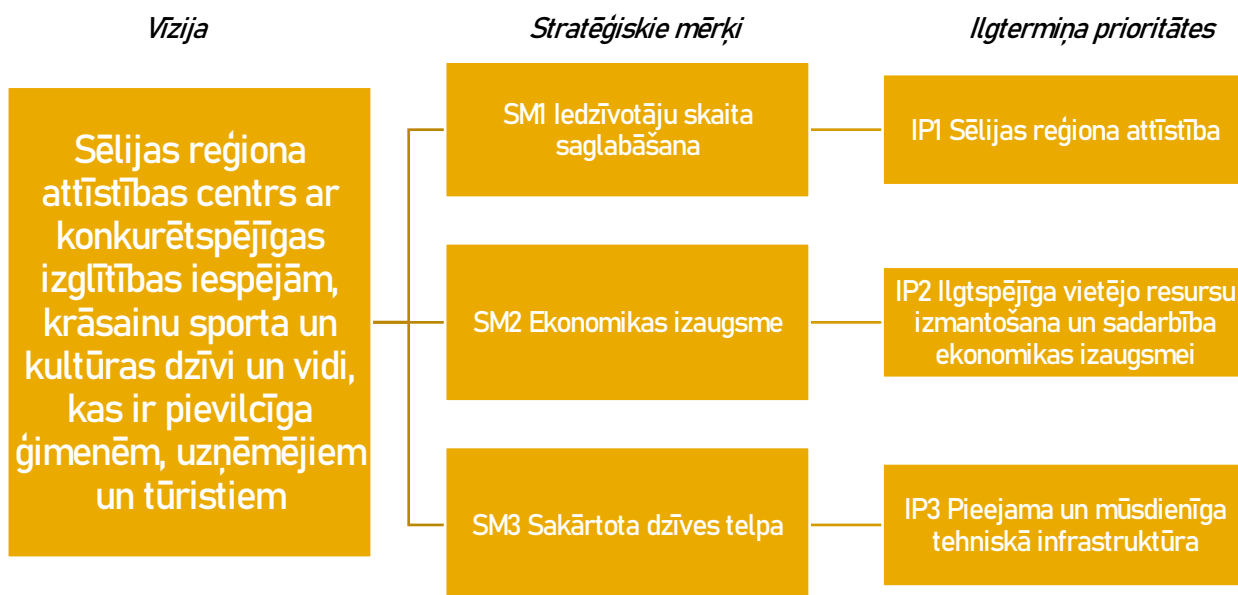 Vīzija
Stratēģiskie mērķi
Ilgtermiņa prioritātes
Sēlijas reģiona
attīstības centrs ar
konkurētspējīgas
izglītības iespējām,
krāsainu sporta un
kultūras dzīvi un vidi,
kas ir pievilcīga
ģimenēm, uzņēmējiem
un tūristiem
SM1 Iedzīvotāju skaita
saglabāšana
IP1 Sēlijas reģiona attīstība
SM2 Ekonomikas izaugsme
IP2 Ilgtspējīga vietējo resursu
izmantošana un sadarbība
ekonomikas izaugsmei
SM3 Sakārtota dzīves telpa
IP3 Pieejama un mūsdienīga
tehniskā infrastruktūra